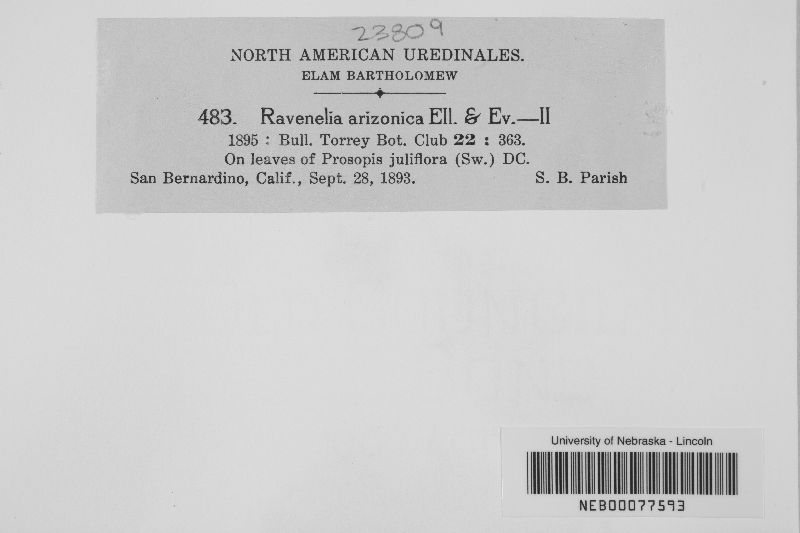 23809
NORTH AMERICAN UREDINALES.
ELAM BARTHOLOMEW
483. Ravenelia arizonica Ell. & Ev.—II
1895 : Bull. Torrey Bot. Club 22 : 363.
On leaves of Prosopis juliflora (Sw.) DC.
San Bernardino, Calif., Sept. 28, 1893. S. B. Parish
University of Nebraska - Lincoln
NEB00077593